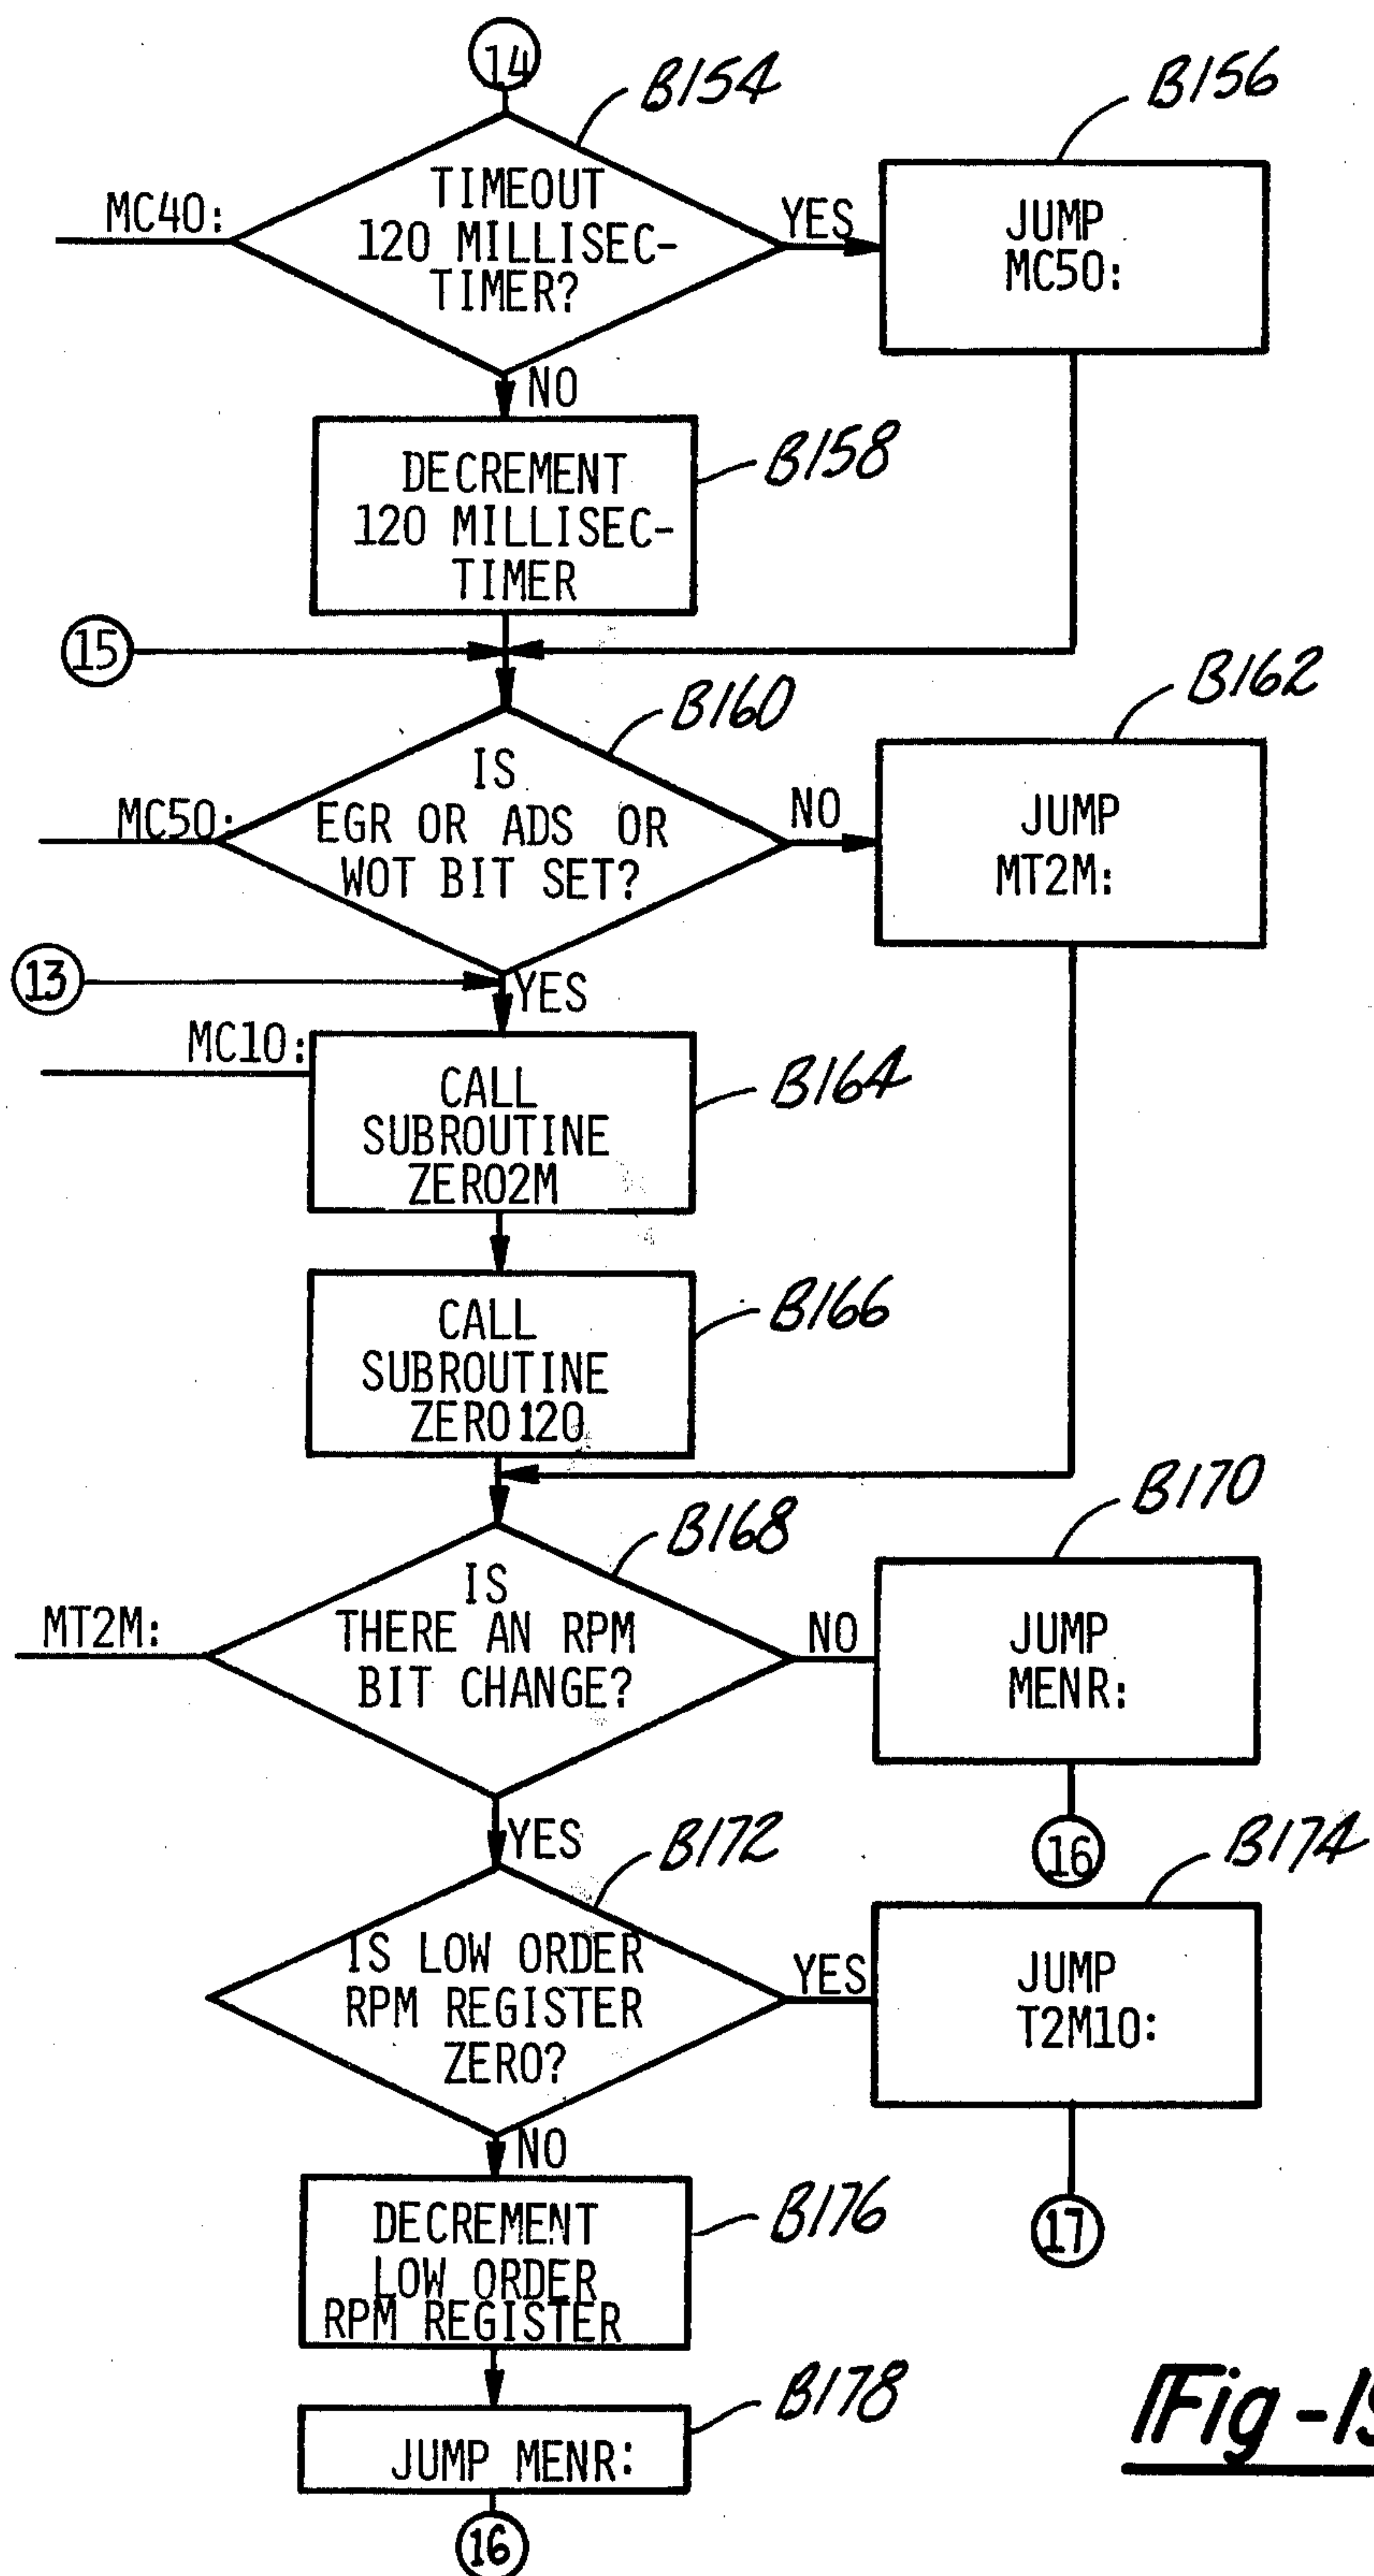 14
B154
B156
MC40:
TIMEOUT
120 MILLISEC-
TIMER?
YES
JUMP
MC50:
NO
B158
DECREMENT
120 MILLISEC-
TIMER
15
B160
B162
MC50:
IS
EGR OR ADS OR
WOT BIT SET?
NO
JUMP
MT2M:
13
YES
MC10:
B164
CALL
SUBROUTINE
ZERO2M
B166
CALL
SUBROUTINE
ZERO120
B168
B170
MT2M:
IS
THERE AN RPM
BIT CHANGE?
NO
JUMP
MENR:
16
YES
B172
B174
IS LOW ORDER
RPM REGISTER
ZERO?
YES
JUMP
T2M10:
17
NO
B176
DECREMENT
LOW ORDER
RPM REGISTER
B178
JUMP MENR:
16